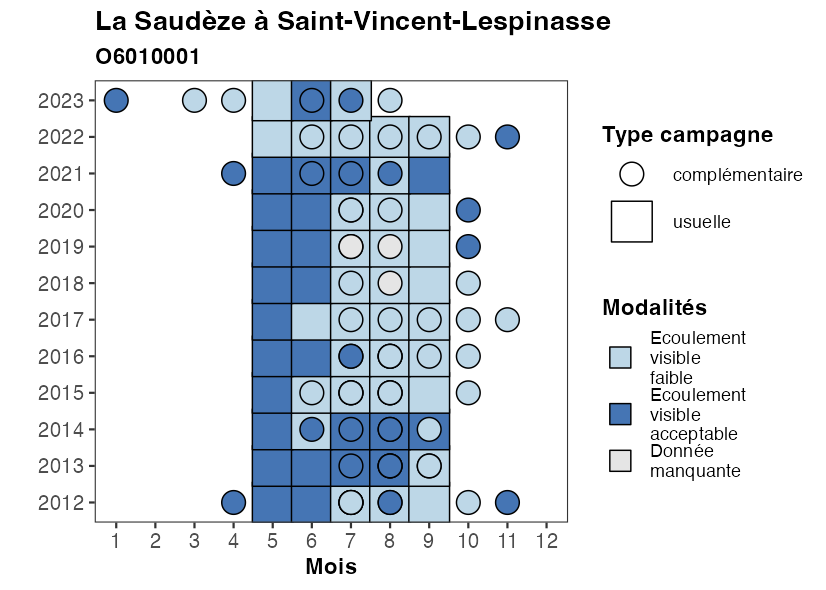 La Saudèze à Saint-Vincent-Lespinasse
O6010001
2023
2022
2021
2020
2019
2018
2017
2016
2015
2014
2013
2012
1 2 3 4 5 6 7 8 9 10 11 12
Mois
Type campagne
complémentaire
usuelle
Modalités
Ecoulement
visible
faible
Ecoulement
visible
acceptable
Donnée
manquante